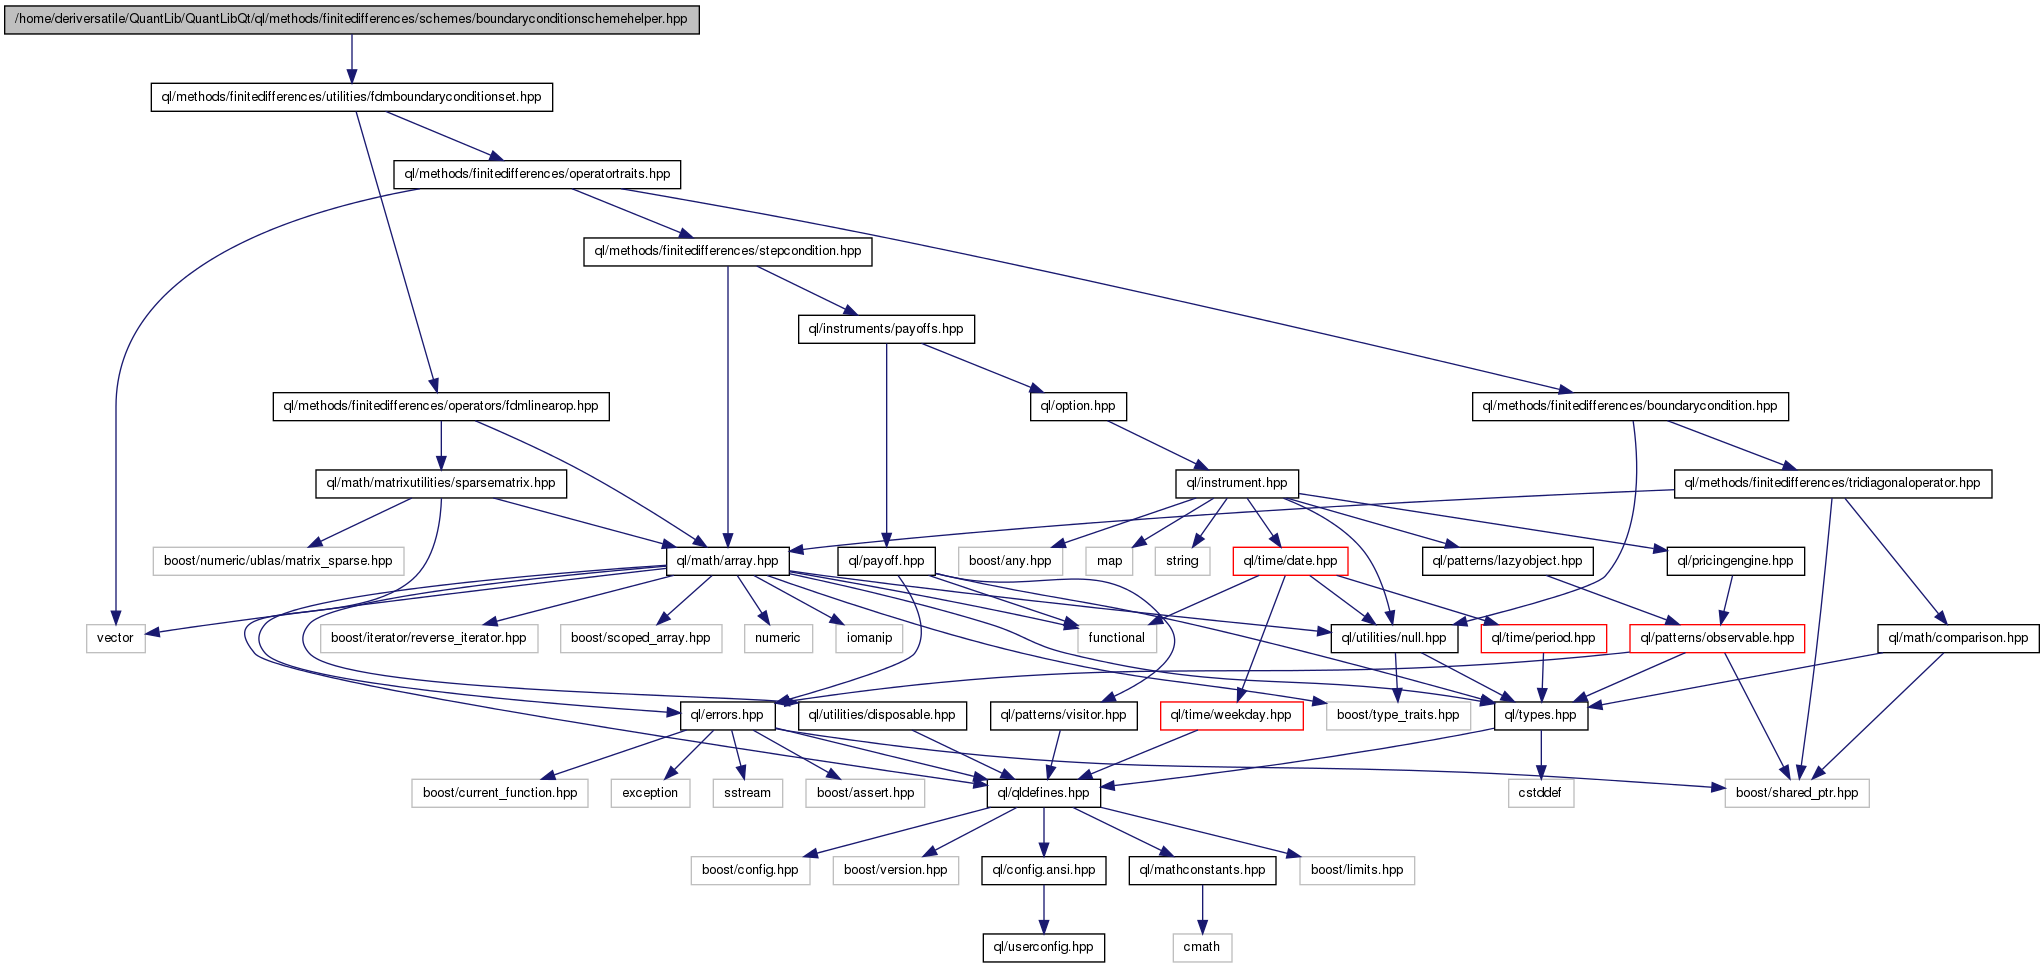 /home/deriversatile/QuantLib/QuantLibQt/ql/methods/finitedifferences/schemes/boundaryconditionschemehelper.hpp
ql/methods/finitedifferences/utilities/fdmboundaryconditionset.hpp
ql/methods/finitedifferences/operatortraits.hpp
ql/methods/finitedifferences/stepcondition.hpp
ql/instruments/payoffs.hpp
ql/methods/finitedifferences/operators/fdmlinearop.hpp
ql/option.hpp
ql/methods/finitedifferences/boundarycondition.hpp
ql/math/matrixutilities/sparsematrix.hpp
ql/instrument.hpp
ql/methods/finitedifferences/tridiagonaloperator.hpp
boost/numeric/ublas/matrix_sparse.hpp
ql/math/array.hpp
ql/payoff.hpp
boost/any.hpp
map
string
ql/time/date.hpp
ql/patterns/lazyobject.hpp
ql/pricingengine.hpp
vector
boost/iterator/reverse_iterator.hpp
boost/scoped_array.hpp
numeric
iomanip
functional
ql/utilities/null.hpp
ql/time/period.hpp
ql/patterns/observable.hpp
ql/math/comparison.hpp
ql/errors.hpp
ql/utilities/disposable.hpp
ql/patterns/visitor.hpp
ql/time/weekday.hpp
boost/type_traits.hpp
ql/types.hpp
boost/current_function.hpp
exception
sstream
boost/assert.hpp
ql/qldefines.hpp
cstddef
boost/shared_ptr.hpp
boost/config.hpp
boost/version.hpp
ql/config.ansi.hpp
ql/mathconstants.hpp
boost/limits.hpp
ql/userconfig.hpp
cmath